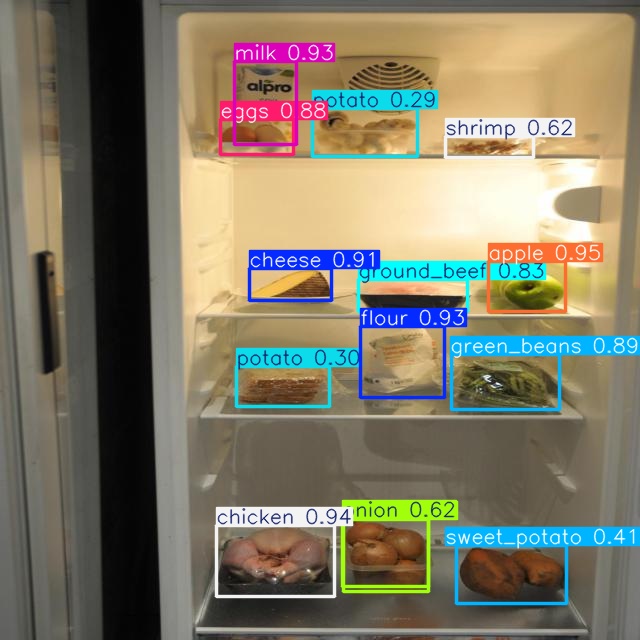 milk 0.93
alpro
eggs 0.88
potato 0.29
shrimp 0.62
cheese 0.91
ground_beef 0.83
apple 0.95
flour 0.93
potato 0.30
green_beans 0.89
chicken 0.94
onion 0.62
sweet_potato 0.41